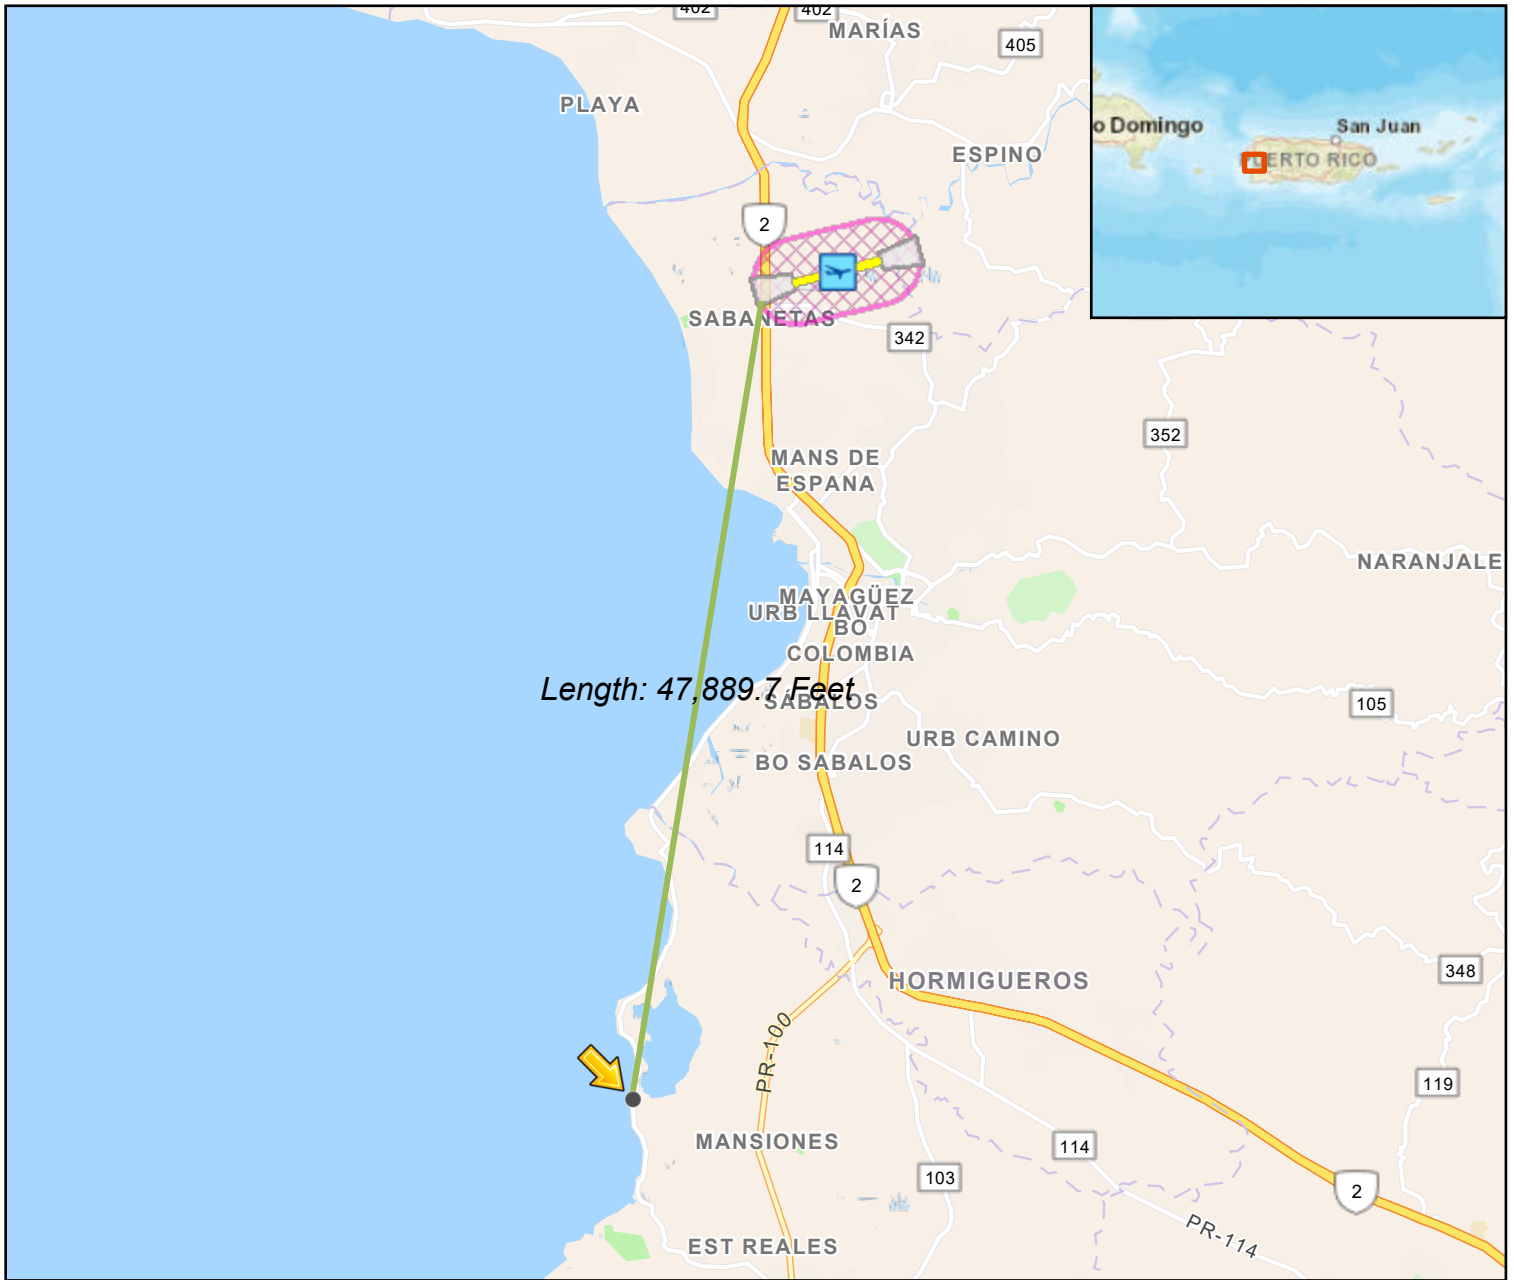 402
402
MARÍAS
405
PLAYA
o Domingo
San Juan
PUERTO RICO
ESPINO
2
SABANETAS
342
352
MANS DE
ESPANA
NARANJALE
MAYAGÜEZ
URB LLAVAT
BO
COLOMBIA
Length: 47,889.7 Feet
SABALOS
105
URB CAMINO
BO SABALOS
114
2
HORMIGUEROS
348
PR-100
119
MANSIONES
114
103
2
PR-114
EST REALES